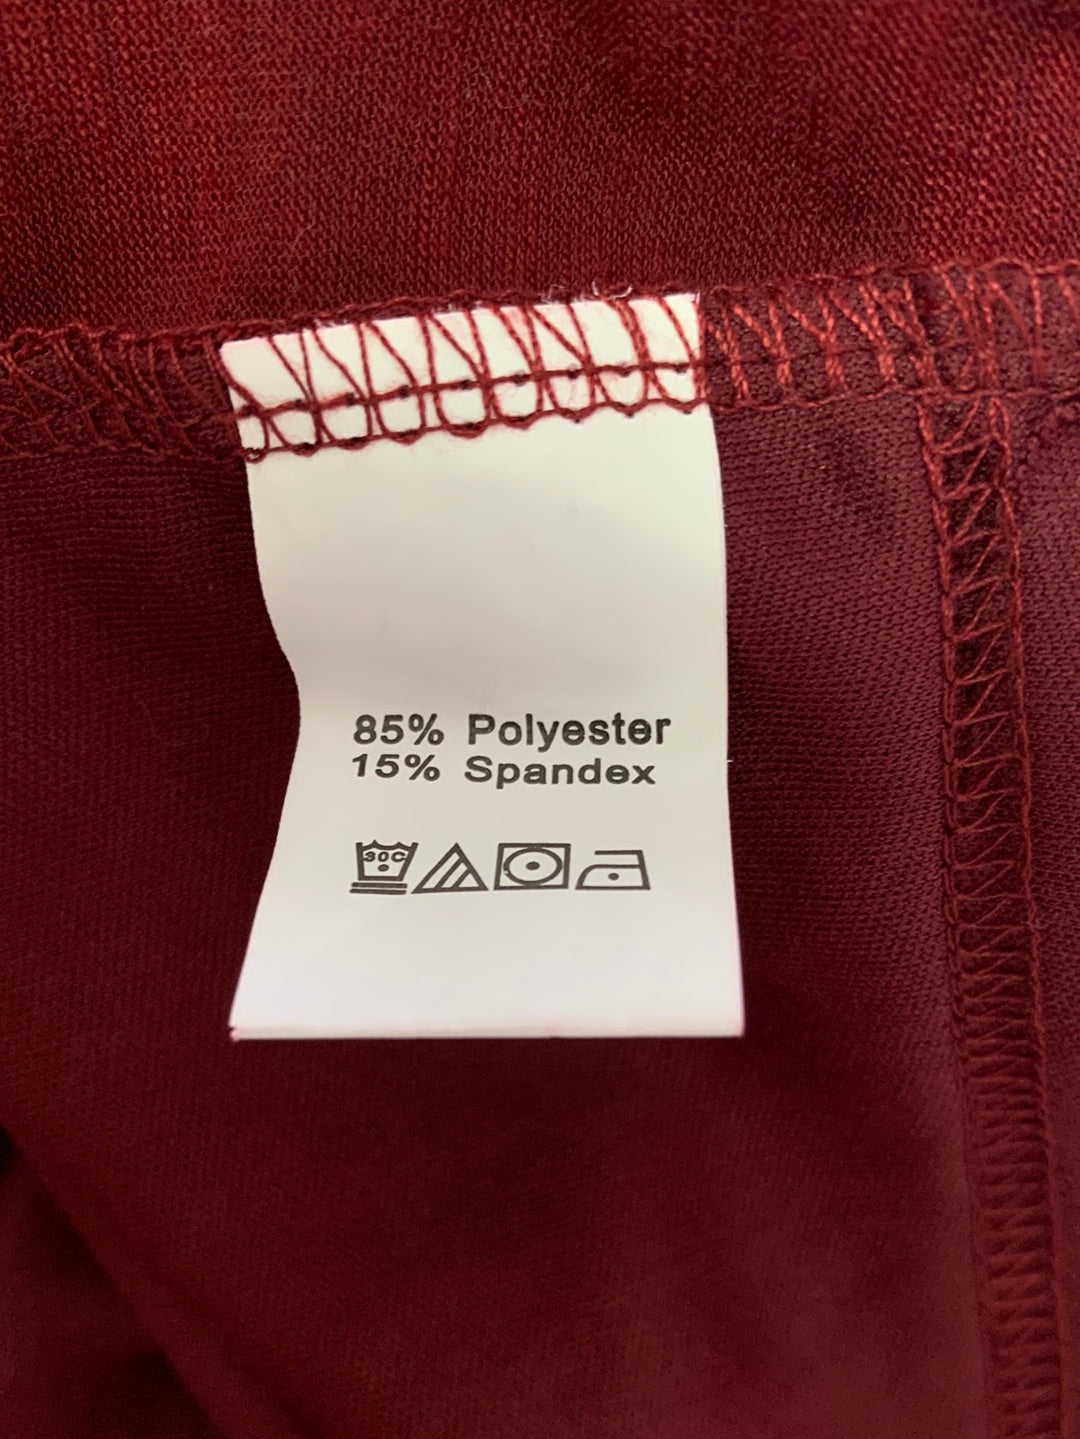 85% Polyester
15% Spandex
30C